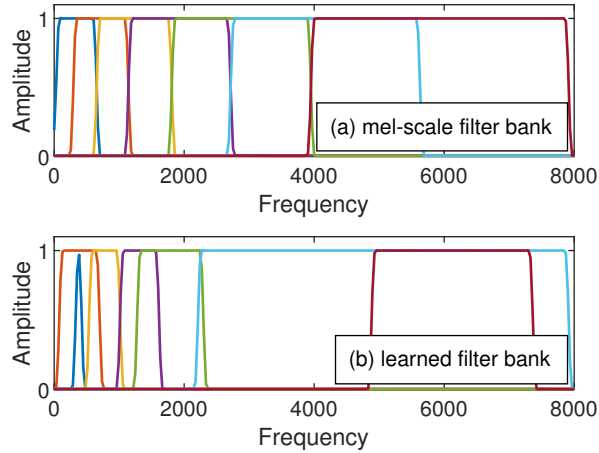 1
Amplitude
(a) mel-scale filter bank
0
0 2000 4000 6000 8000
Frequency
1
Amplitude
(b) learned filter bank
0
0 2000 4000 6000 8000
Frequency